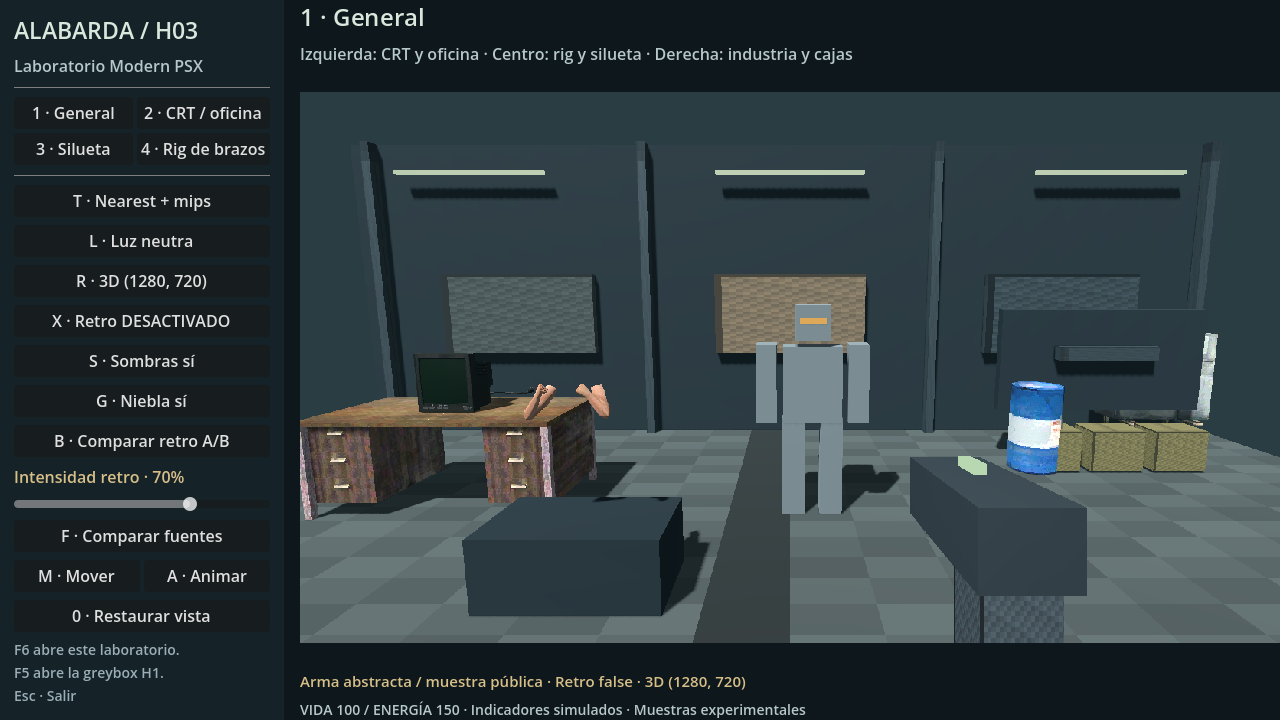 ALABARDA / H03
Laboratorio Modern PSX
1 · General
2 · CRT / oficina
3 · Silueta
4 · Rig de brazos
T · Nearest + mips
L · Luz neutra
R · 3D (1280, 720)
X · Retro DESACTIVADO
S · Sombras sí
G · Niebla sí
B · Comparar retro A/B
Intensidad retro · 70%
F · Comparar fuentes
M · Mover
A · Animar
0 · Restaurar vista
F6 abre este laboratorio.
F5 abre la greybox H1.
Esc · Salir
1 · General
Izquierda: CRT y oficina · Centro: rig y silueta · Derecha: industria y cajas
Arma abstracta / muestra pública · Retro false · 3D (1280, 720)
VIDA 100 / ENERGÍA 150 · Indicadores simulados · Muestras experimentales